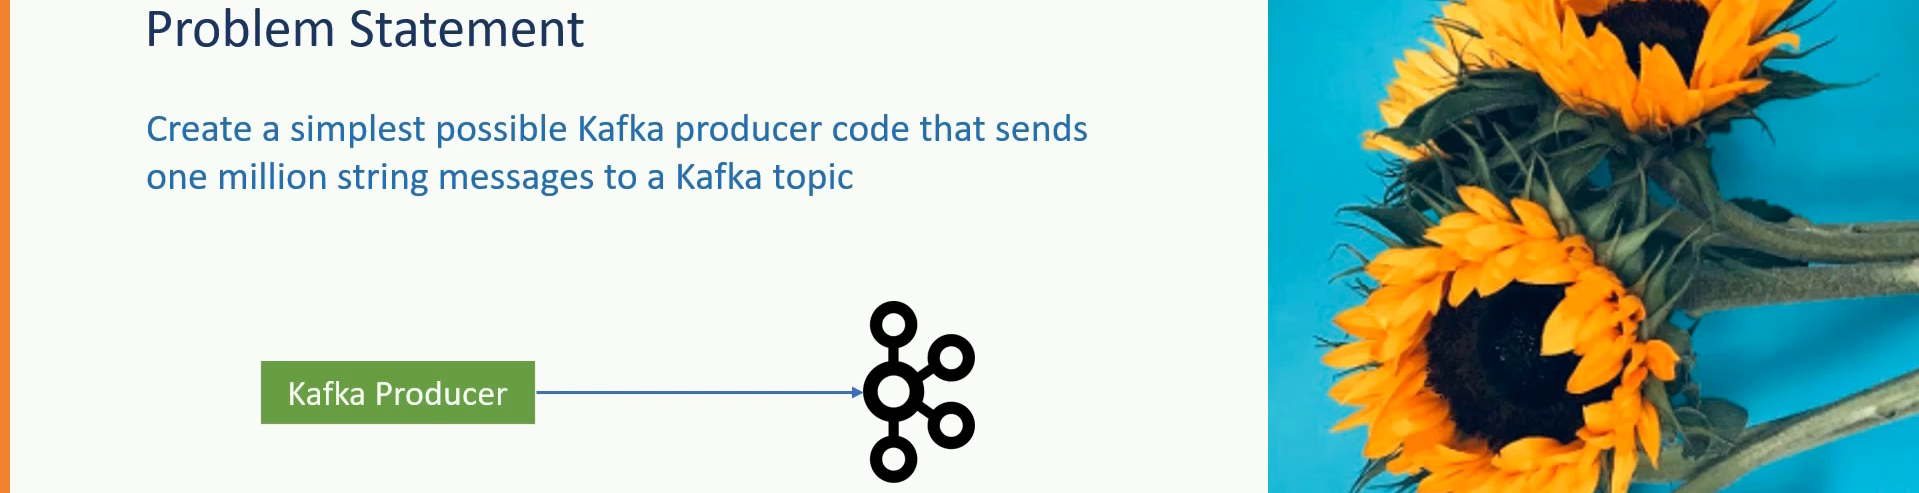 Problem Statement
Create a simplest possible Kafka producer code that sends
one million string messages to a Kafka topic
Kafka Producer